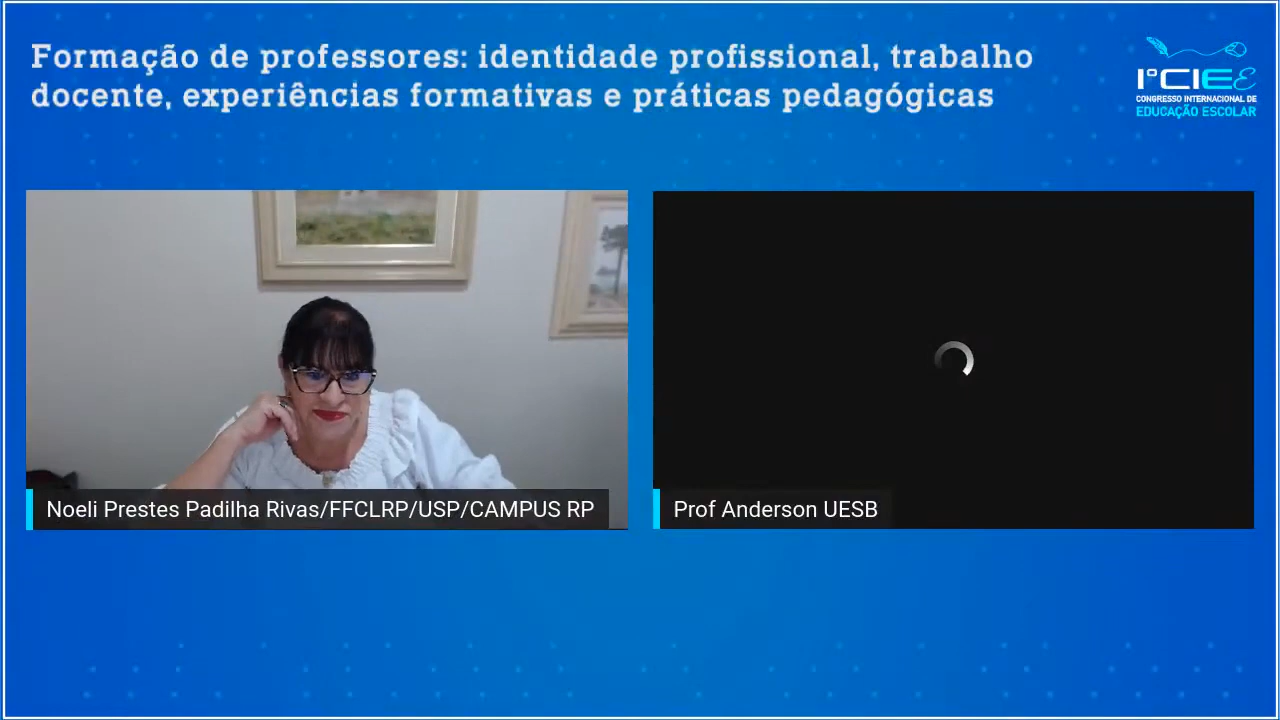 Formação de professores: identidade profissional, trabalho
docente, experiências formativas e práticas pedagógicas
I°CIEE
CONGRESSO INTERNACIONAL DE
EDUCAÇÃO ESCOLAR
Noeli Prestes Padilha Rivas/FFCLRP/USP/CAMPUS RP
Prof Anderson UESB